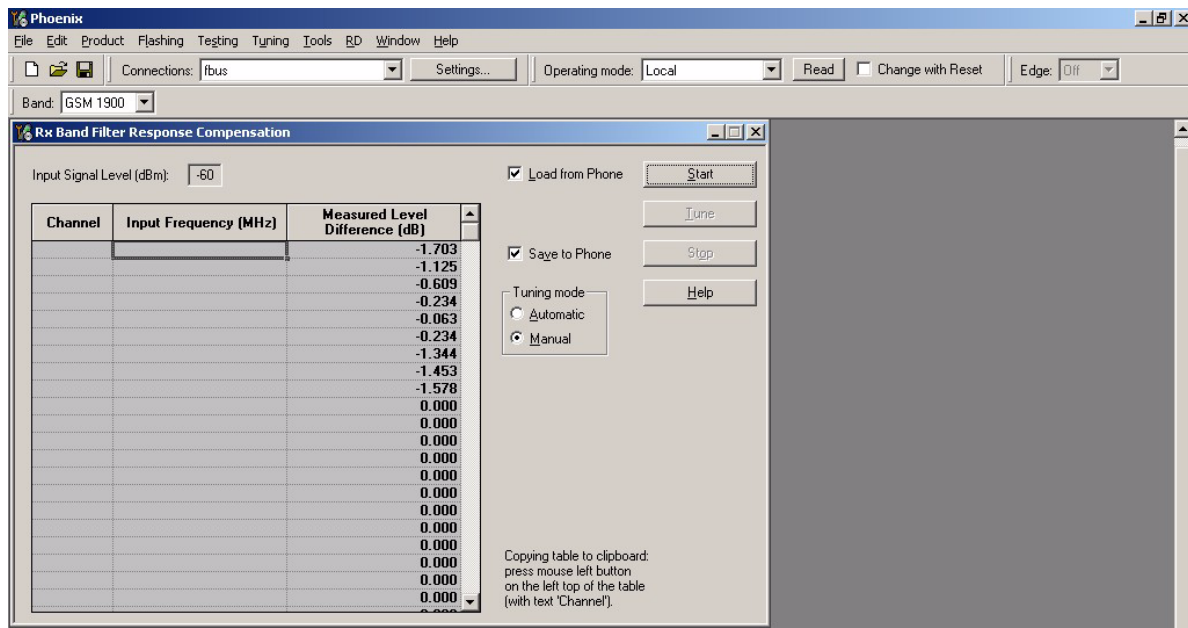 Phoenix
File Edit Product Flashing Testing Tuning Tools RD Window Help
Connections: fbus Settings... Operating mode: Local Read Change with Reset Edge: Off
Band: GSM 1900
Rx Band Filter Response Compensation
Input Signal Level (dBm): -60
Load from Phone Start
Channel Input Frequency (MHz) Measured Level Difference (dB)
Tune
-1.703
Save to Phone Stop
-1.125
-0.609
-0.234
Tuning mode Help
-0.063
Automatic
-0.234
Manual
-1.344
-1.453
-1.578
0.000
0.000
0.000
0.000
0.000
0.000
0.000
0.000
0.000
0.000
0.000
0.000
Copying table to clipboard:
press mouse left button
on the left top of the table
(with text 'Channel').